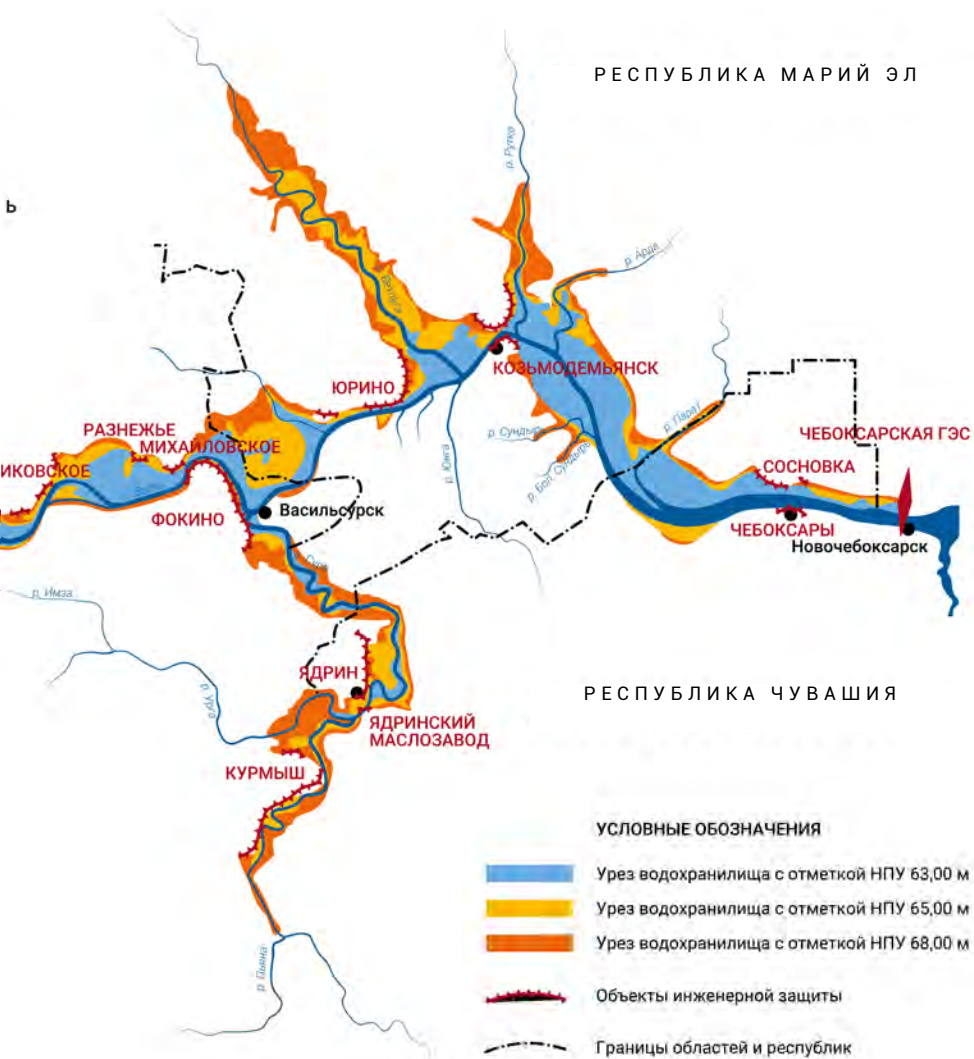 РЕСПУБЛИКА МАРИЙ ЭЛ
р. Рутка
Ь
р. Арда
Ветлуга
КОЗЬМОДЕМЬЯНСК
ЮРИНО
р. Парат
РАЗНЕЖЬЕ
МИХАЙЛОВСКОЕ
р. Сундырь
ЧЕБОКСАРСКАЯ ГЭС
ИКОВСКОЕ
р. Юнга
р. Бол. Сундырь
СОСНОВКА
ФОКИНО
Васильсурск
ЧЕБОКСАРЫ
Новочебоксарск
Сура
р. Имза
ЯДРИН
р. Урга
РЕСПУБЛИКА ЧУВАШИЯ
ЯДРИНСКИЙ
МАСЛОЗАВОД
КУРМЫШ
р. Пьяна
УСЛОВНЫЕ ОБОЗНАЧЕНИЯ
Урез водохранилища с отметкой НПУ 63,00 м
Урез водохранилища с отметкой НПУ 65,00 м
Урез водохранилища с отметкой НПУ 68,00 м
Объекты инженерной защиты
Границы областей и республик